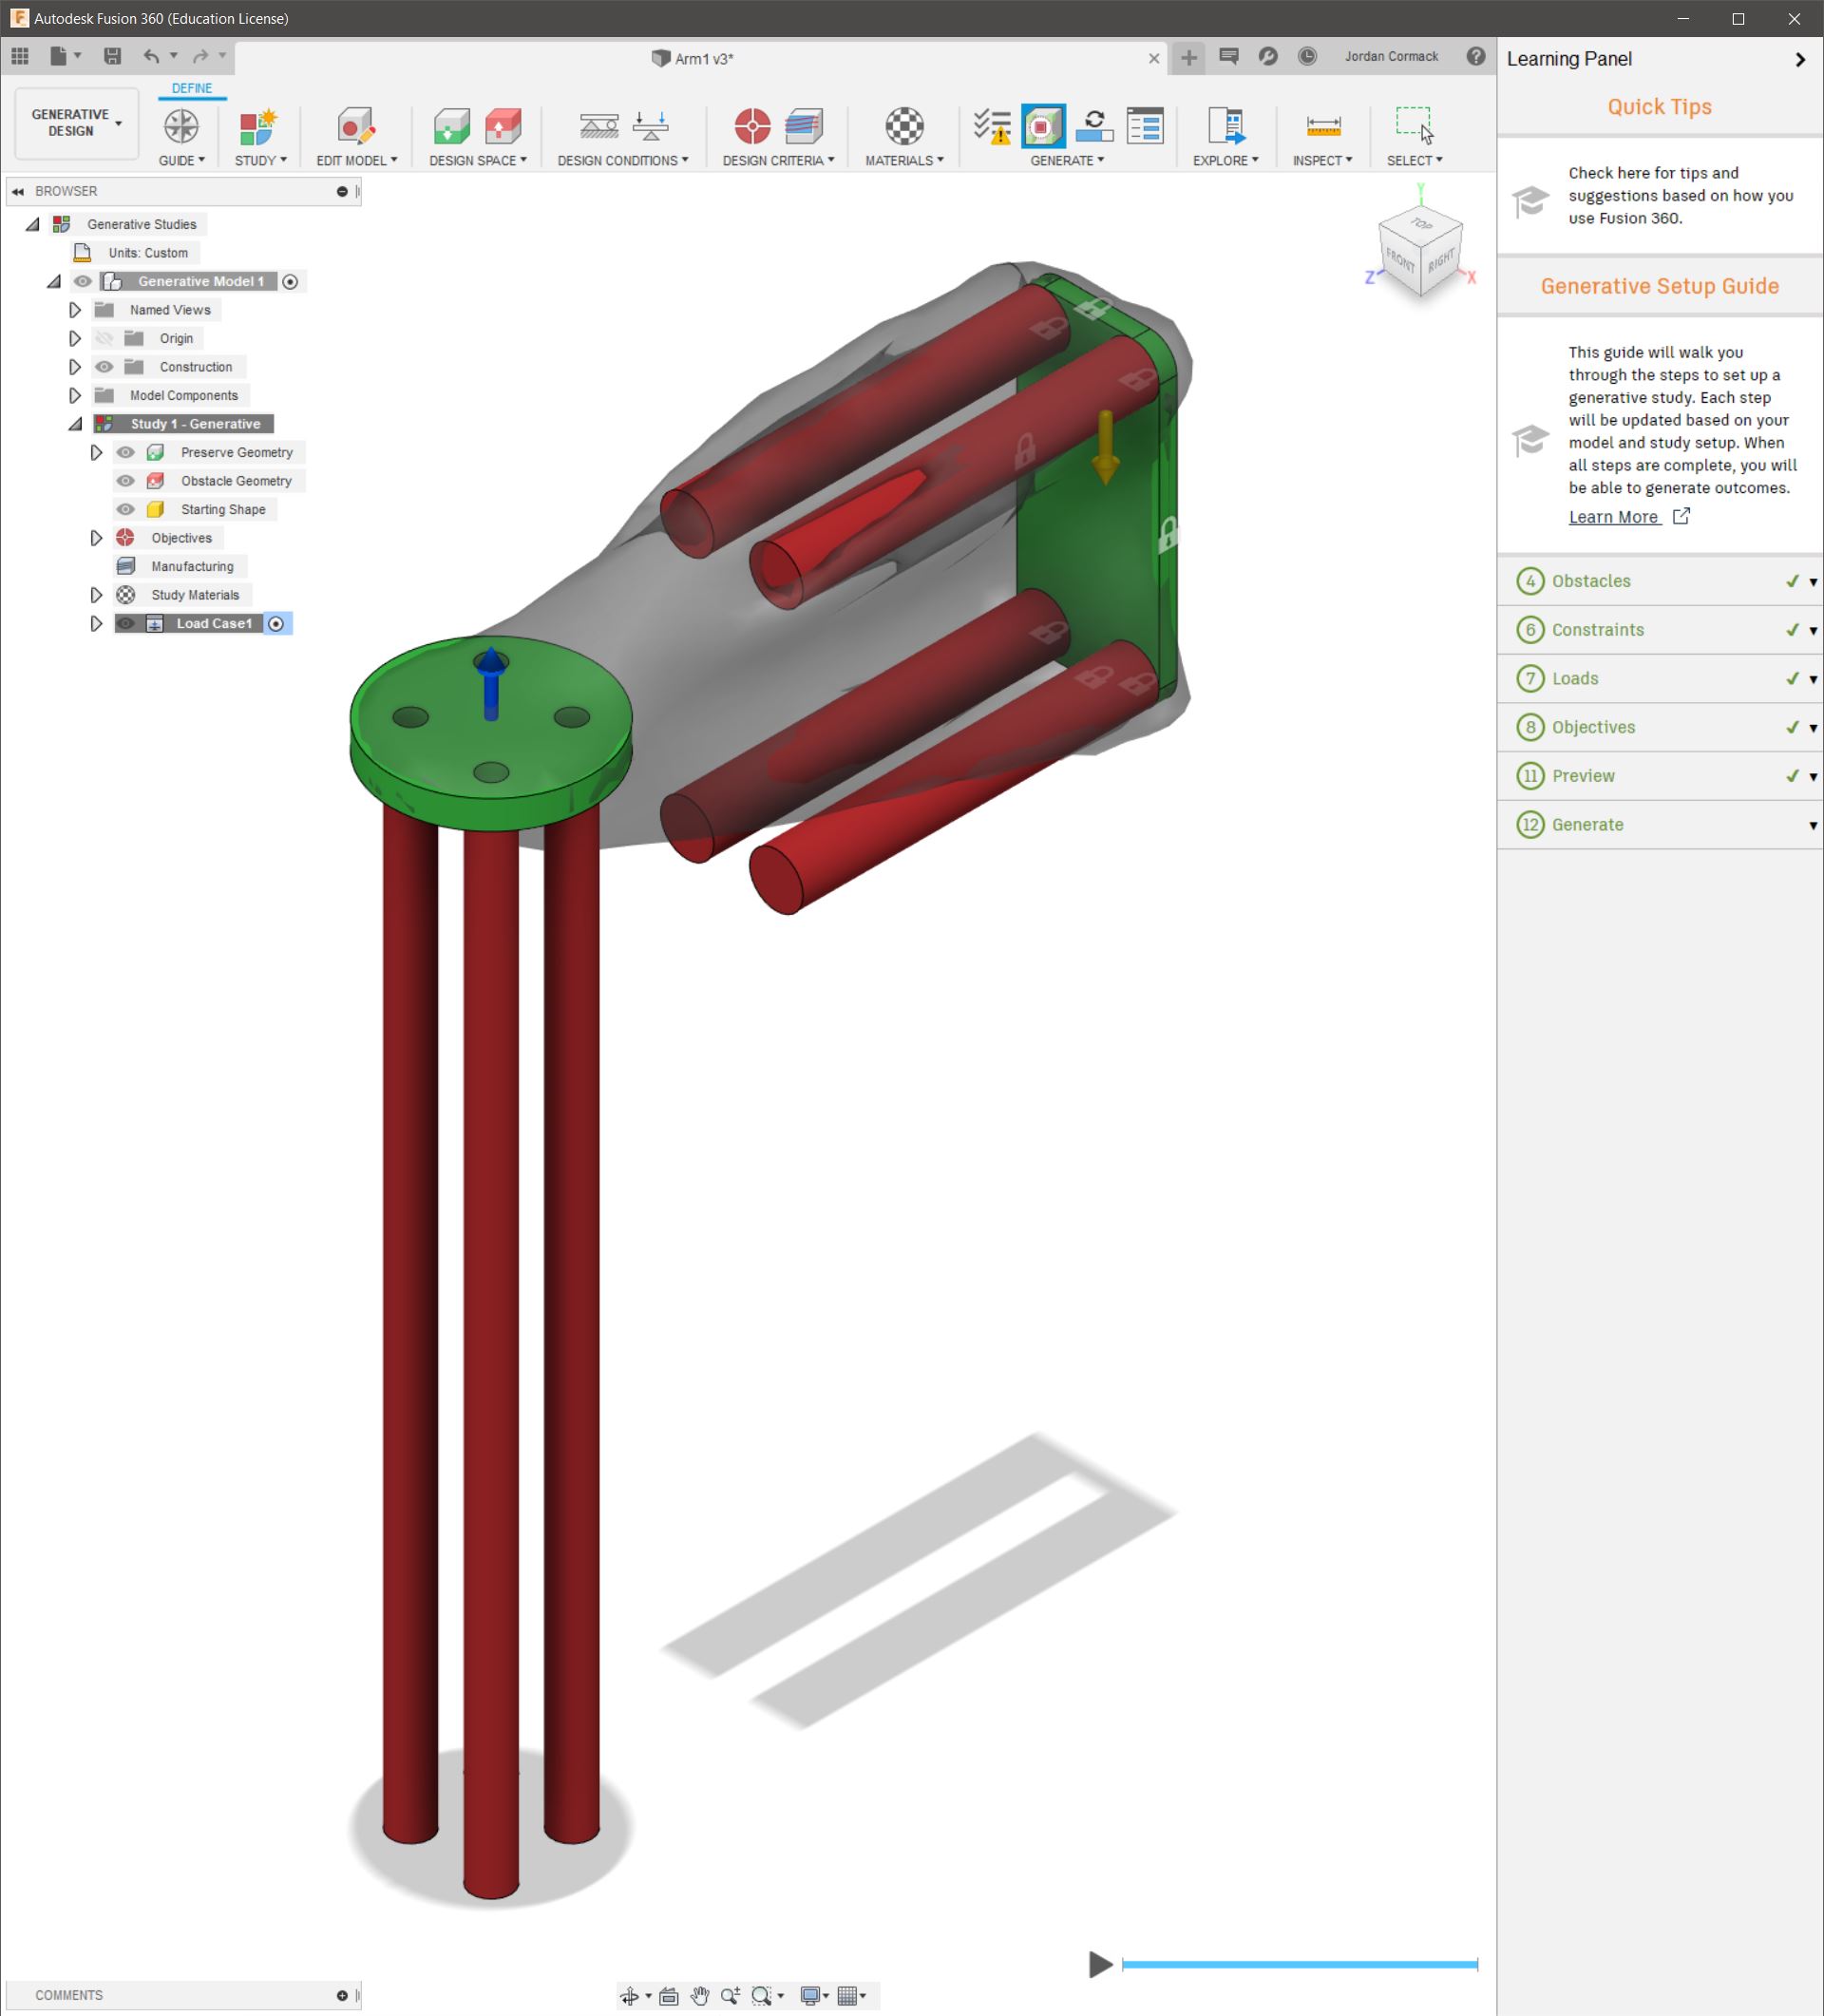 Autodesk Fusion 360 (Education License)
Arm1 v3*
Jordan Cormack
Learning Panel
GENERATIVE
DESIGN
DEFINE
GUIDE
STUDY
EDIT MODEL
DESIGN SPACE
DESIGN CONDITIONS
DESIGN CRITERIA
MATERIALS
GENERATE
EXPLORE
INSPECT
SELECT
BROWSER
Generative Studies
Units: Custom
Generative Model 1
Named Views
Origin
Construction
Model Components
Study 1 - Generative
Preserve Geometry
Obstacle Geometry
Starting Shape
Objectives
Manufacturing
Study Materials
Load Case1
Y
TOP
FRONT
RIGHT
Z
X
Quick Tips
Check here for tips and
suggestions based on how you
use Fusion 360.
Generative Setup Guide
This guide will walk you
through the steps to set up a
generative study. Each step
will be updated based on your
model and study setup. When
all steps are complete, you will
be able to generate outcomes.
Learn More
4 Obstacles
6 Constraints
7 Loads
8 Objectives
11 Preview
12 Generate
COMMENTS